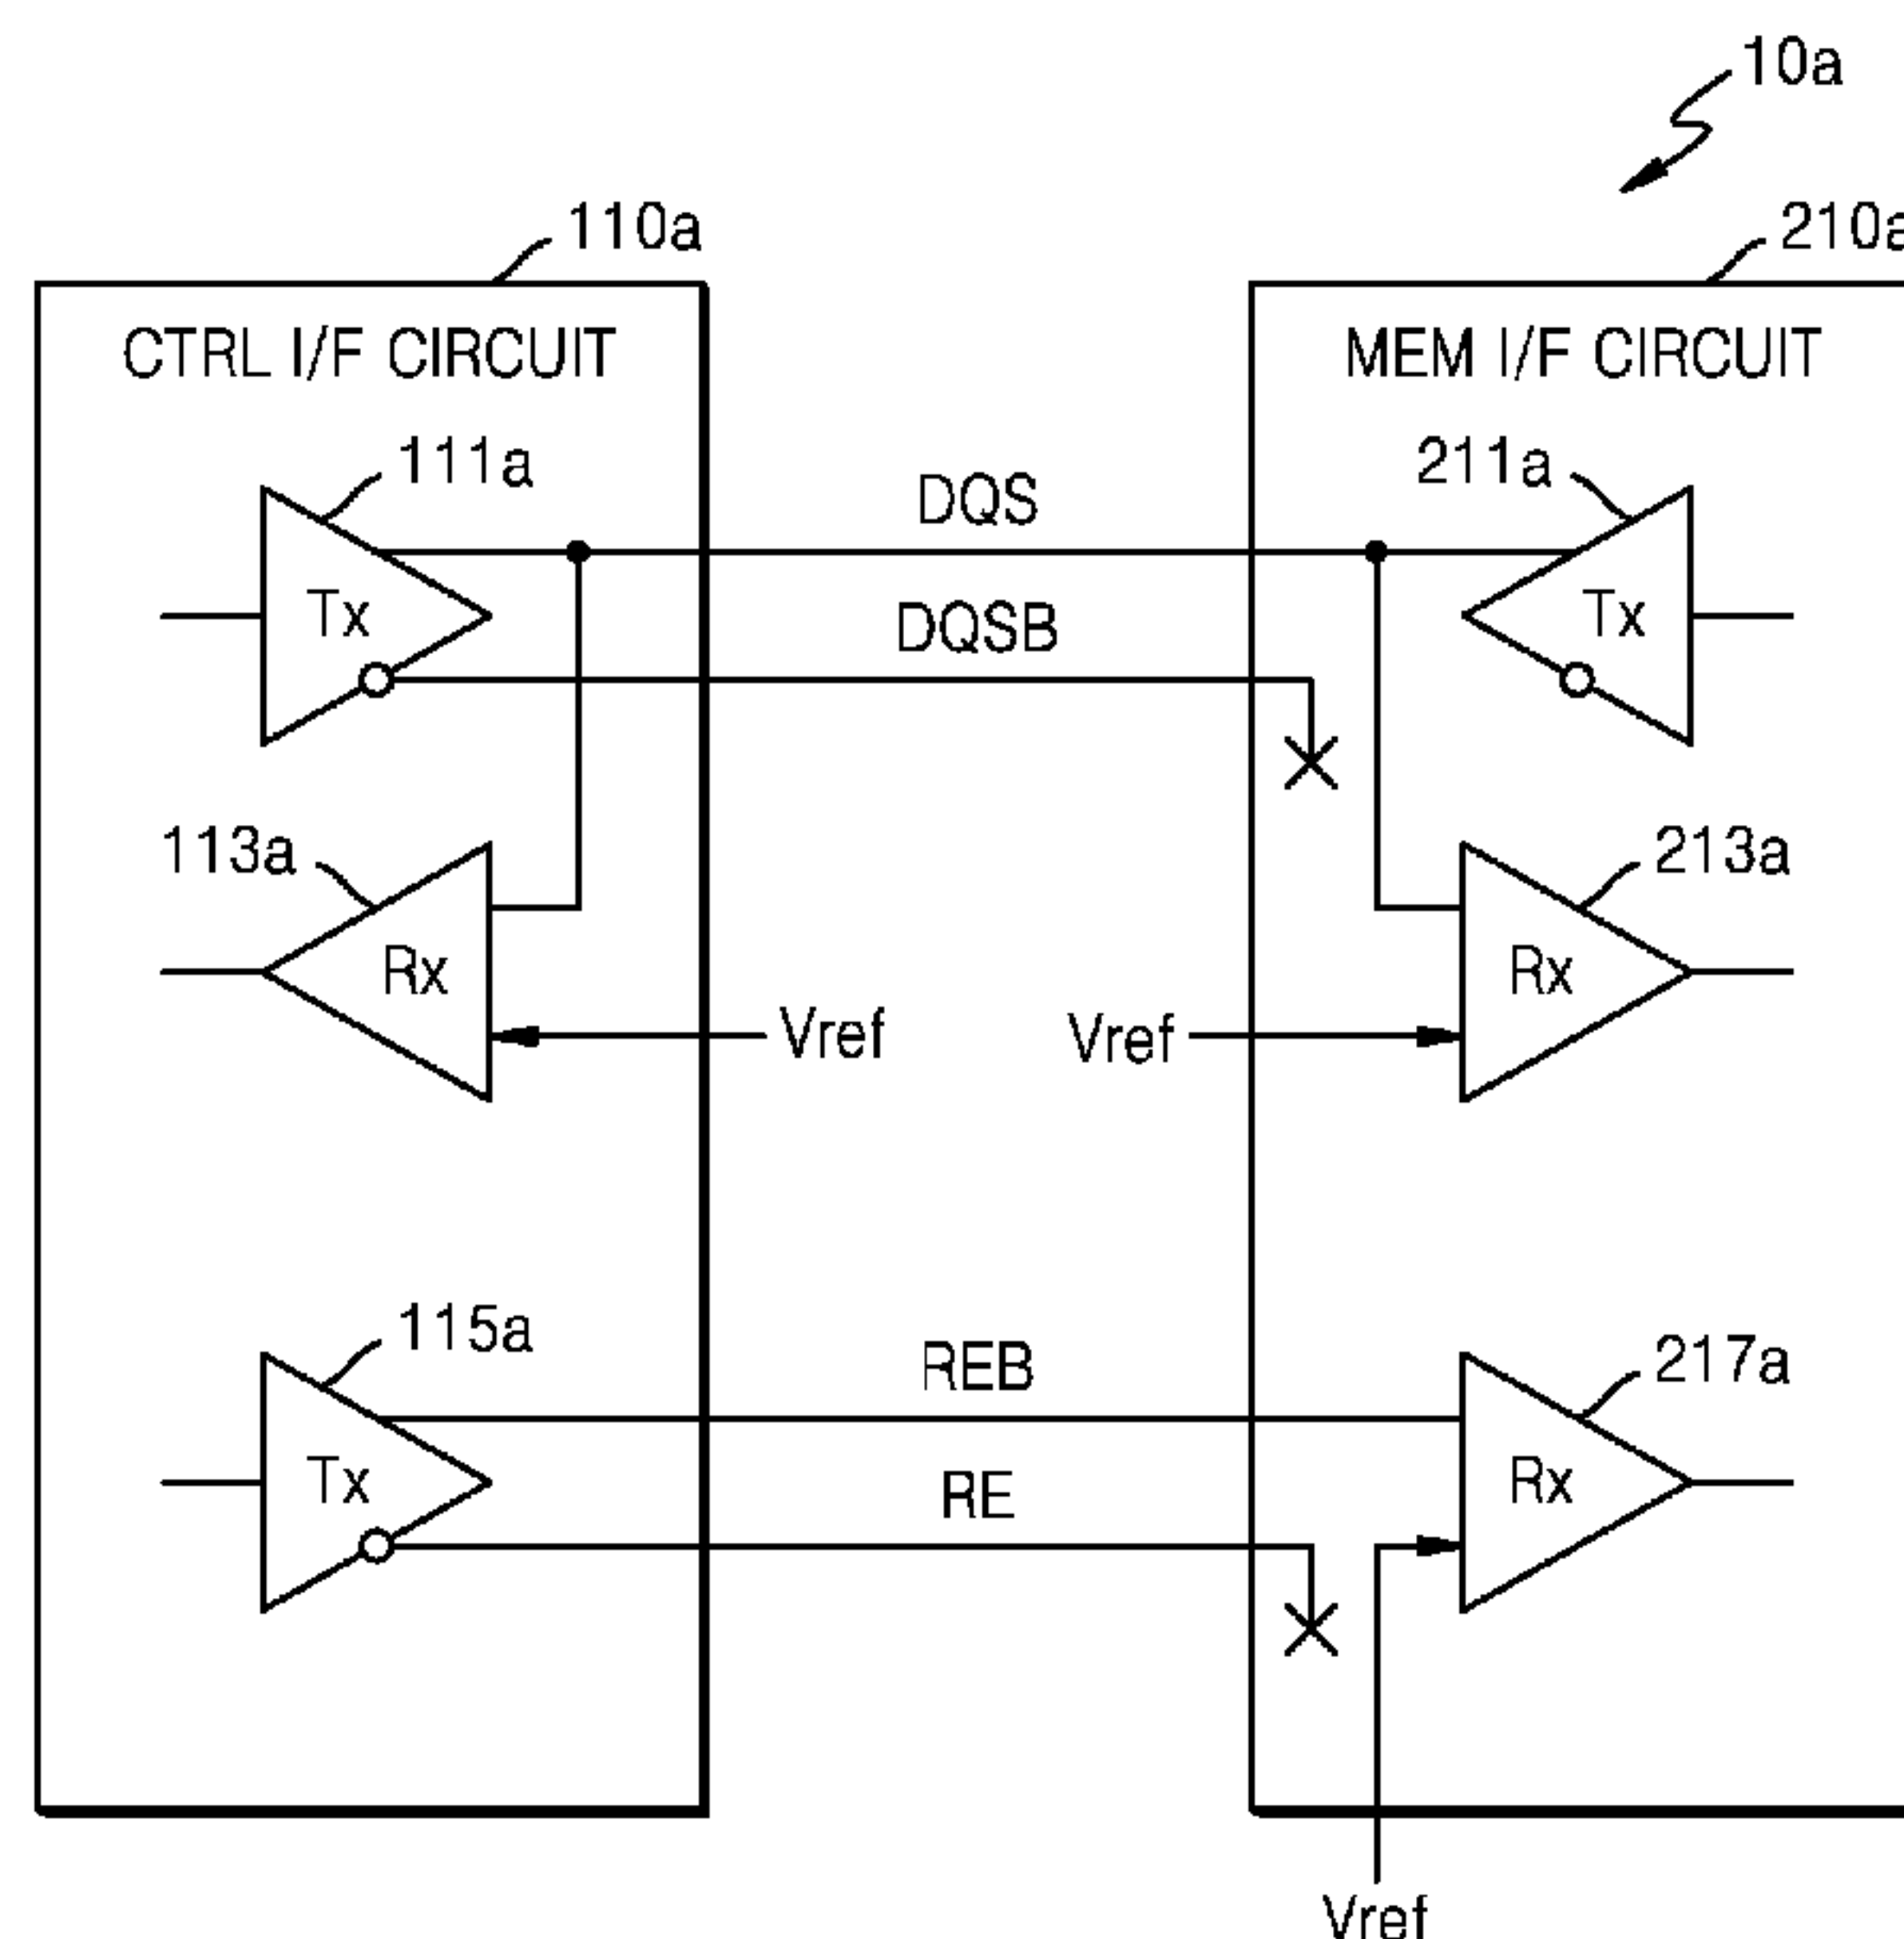 10a
110a
210a
CTRL I/F CIRCUIT
MEM I/F CIRCUIT
111a
DQS
211a
Tx
DQSB
Tx
113a
213a
Rx
Rx
Vref
Vref
115a
REB
217a
Tx
RE
Rx
Vref